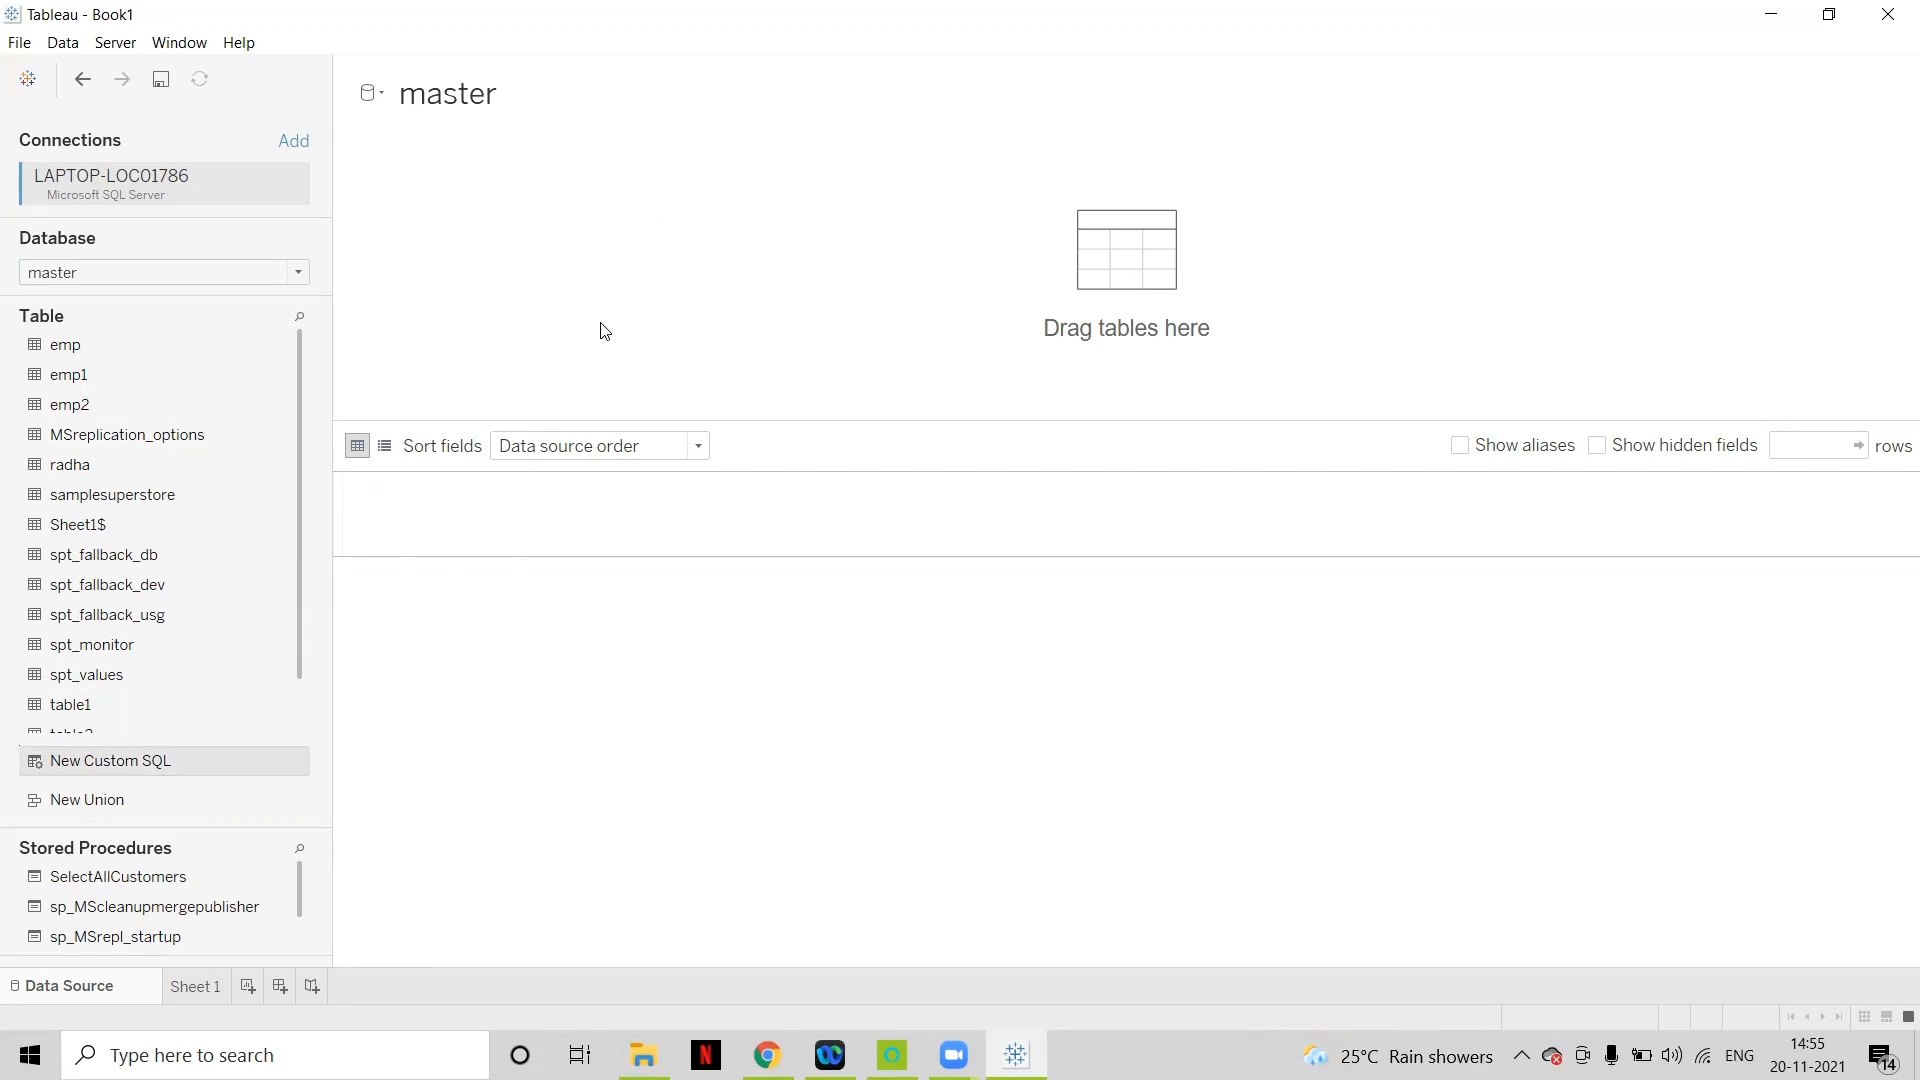 Tableau - Book1
File Data Server Window Help
master
Connections Add
LAPTOP-LOCO1786
Microsoft SQL Server
Database
master
Drag tables here
Table
emp
emp1
emp2
MSreplication_options
radha
samplesuperstore
Sheet1$
spt_fallback_db
spt_fallback_dev
spt_fallback_usg
spt_monitor
spt_values
table1
New Custom SQL
New Union
Sort fields Data source order Show aliases Show hidden fields rows
Stored Procedures
SelectAllCustomers
sp_MScleanupmergepublisher
sp_MSrepl_startup
Data Source Sheet 1
Type here to search
N
25°C Rain showers ENG
14:55
20-11-2021
14